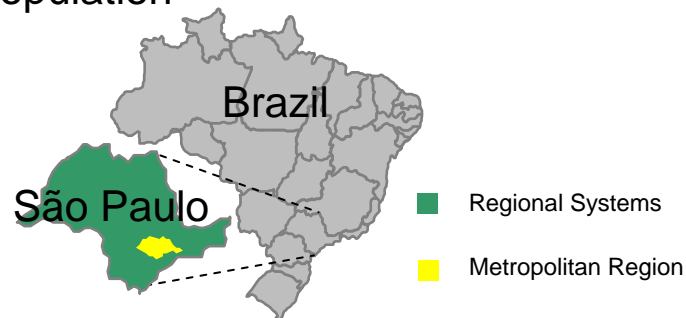 Brazil
São Paulo
Regional Systems
Metropolitan Region